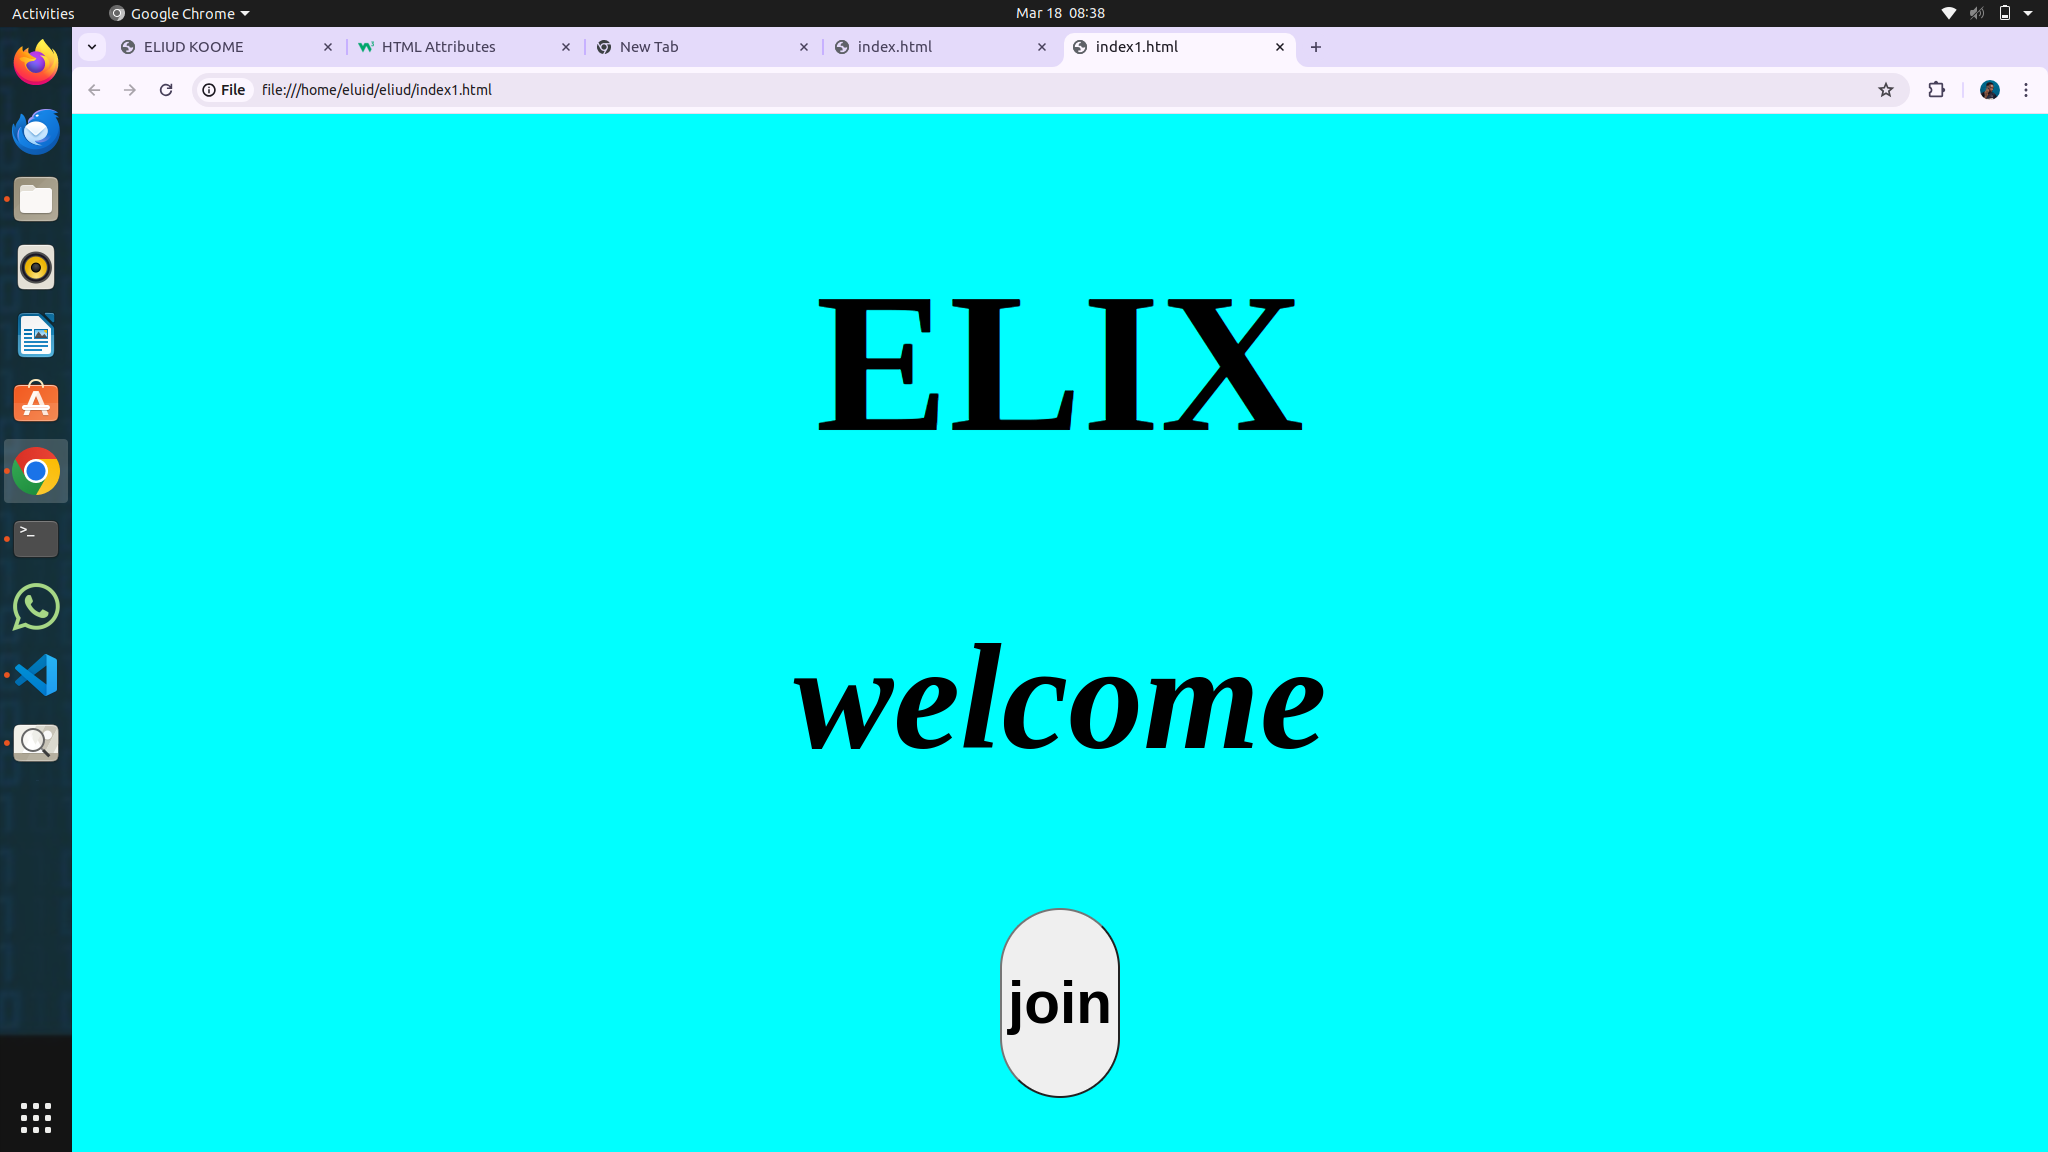 Activities
Google Chrome
Mar 18 08:38
ELIUD KOOME
HTML Attributes
New Tab
index.html
index1.html
File
file:///home/eluid/eliud/index1.html
ELIX
welcome
join